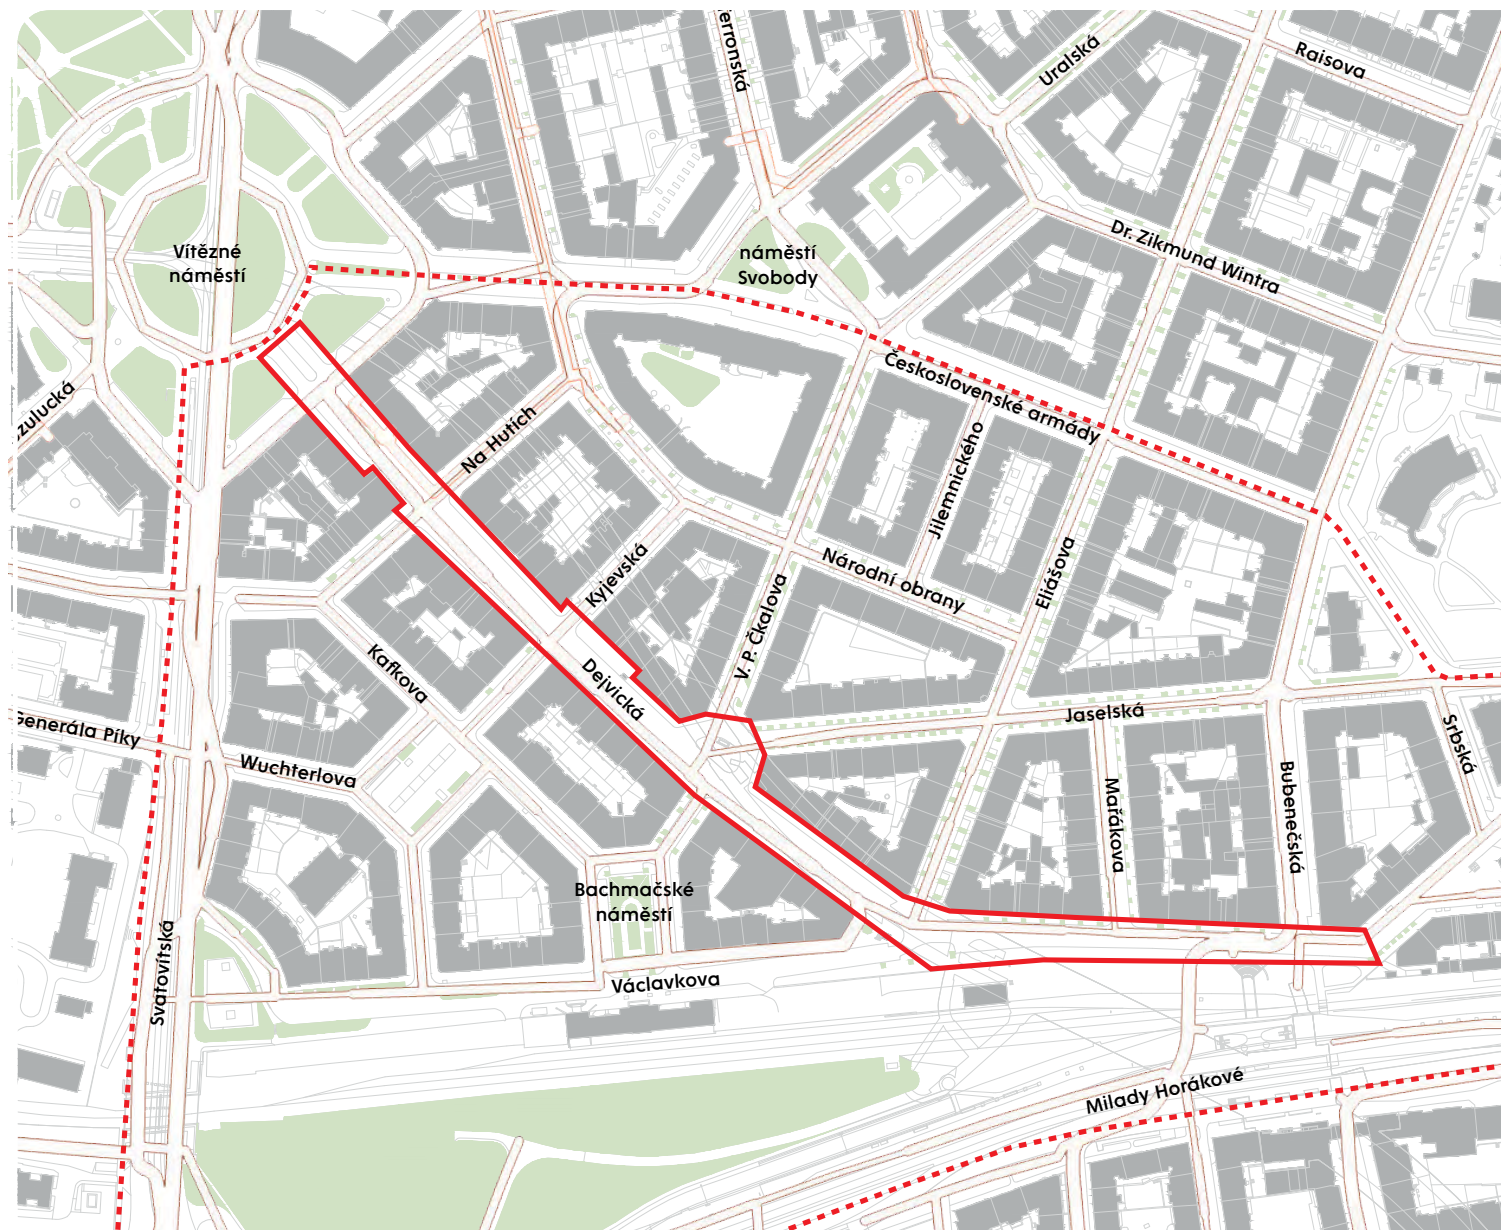 Uralská
Raisova
Vítězné
náměstí
náměstí
Svobody
Dr. Zikmund Wintra
Československé armády
Na Hutích
Jilemnického
Národní obrany
Eliášova
Kyjevská
V. P. Čkalova
Kafkova
Dejvická
Jaselská
Srbská
Generála Píky
Wuchterlova
Mařákova
Bubenečská
Bachmačské
náměstí
Svatovítská
Václavkova
Milady Horákové